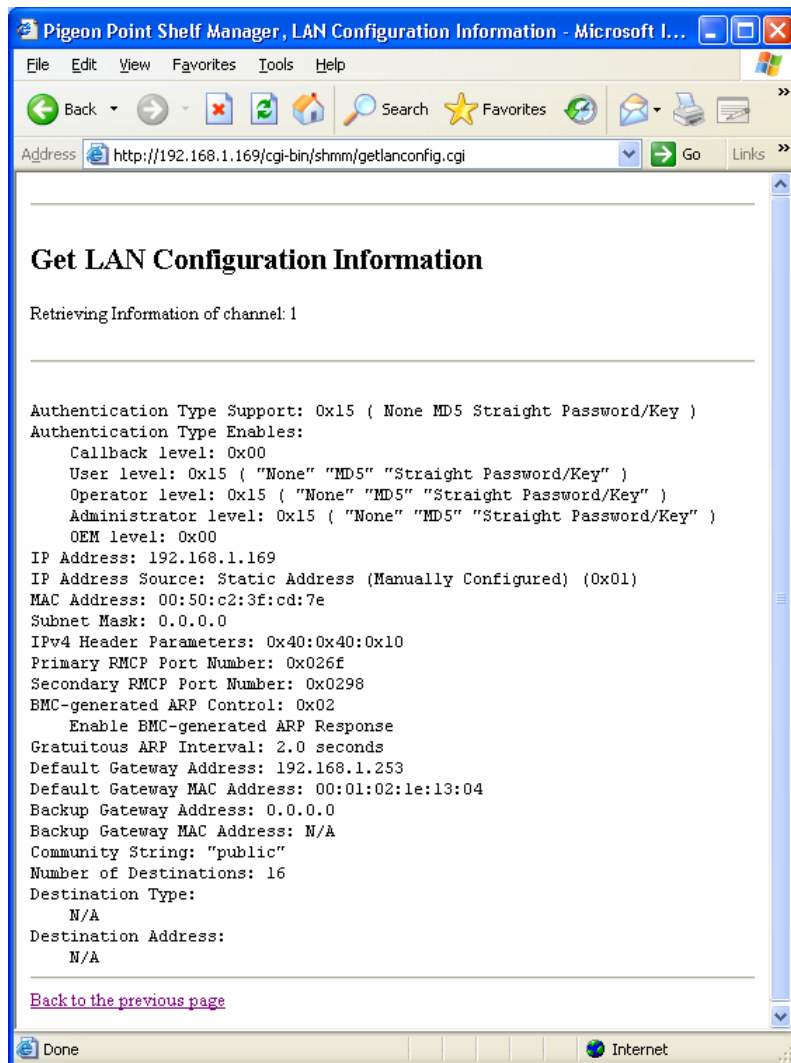 Pigeon Point Shelf Manager, LAN Configuration Information - Microsoft I...
File Edit View Favorites Tools Help
Back Search Favorites
Address http://192.168.1.169/cgi-bin/shmm/getlanconfig.cgi Go Links
Get LAN Configuration Information
Retrieving Information of channel: 1
Authentication Type Support: 0x15 ( None MD5 Straight Password/Key )
Authentication Type Enables:
Callback level: 0x00
User level: 0x15 ( "None" "MD5" "Straight Password/Key" )
Operator level: 0x15 ( "None" "MD5" "Straight Password/Key" )
Administrator level: 0x15 ( "None" "MD5" "Straight Password/Key" )
OEM level: 0x00
IP Address: 192.168.1.169
IP Address Source: Static Address (Manually Configured) (0x01)
MAC Address: 00:50:c2:3f:cd:7e
Subnet Mask: 0.0.0.0
IPv4 Header Parameters: 0x40:0x40:0x10
Primary RMCP Port Number: 0x026f
Secondary RMCP Port Number: 0x0298
BMC-generated ARP Control: 0x02
Enable BMC-generated ARP Response
Gratuitous ARP Interval: 2.0 seconds
Default Gateway Address: 192.168.1.253
Default Gateway MAC Address: 00:01:02:1e:13:04
Backup Gateway Address: 0.0.0.0
Backup Gateway MAC Address: N/A
Community String: "public"
Number of Destinations: 16
Destination Type:
N/A
Destination Address:
N/A
Back to the previous page
Done Internet